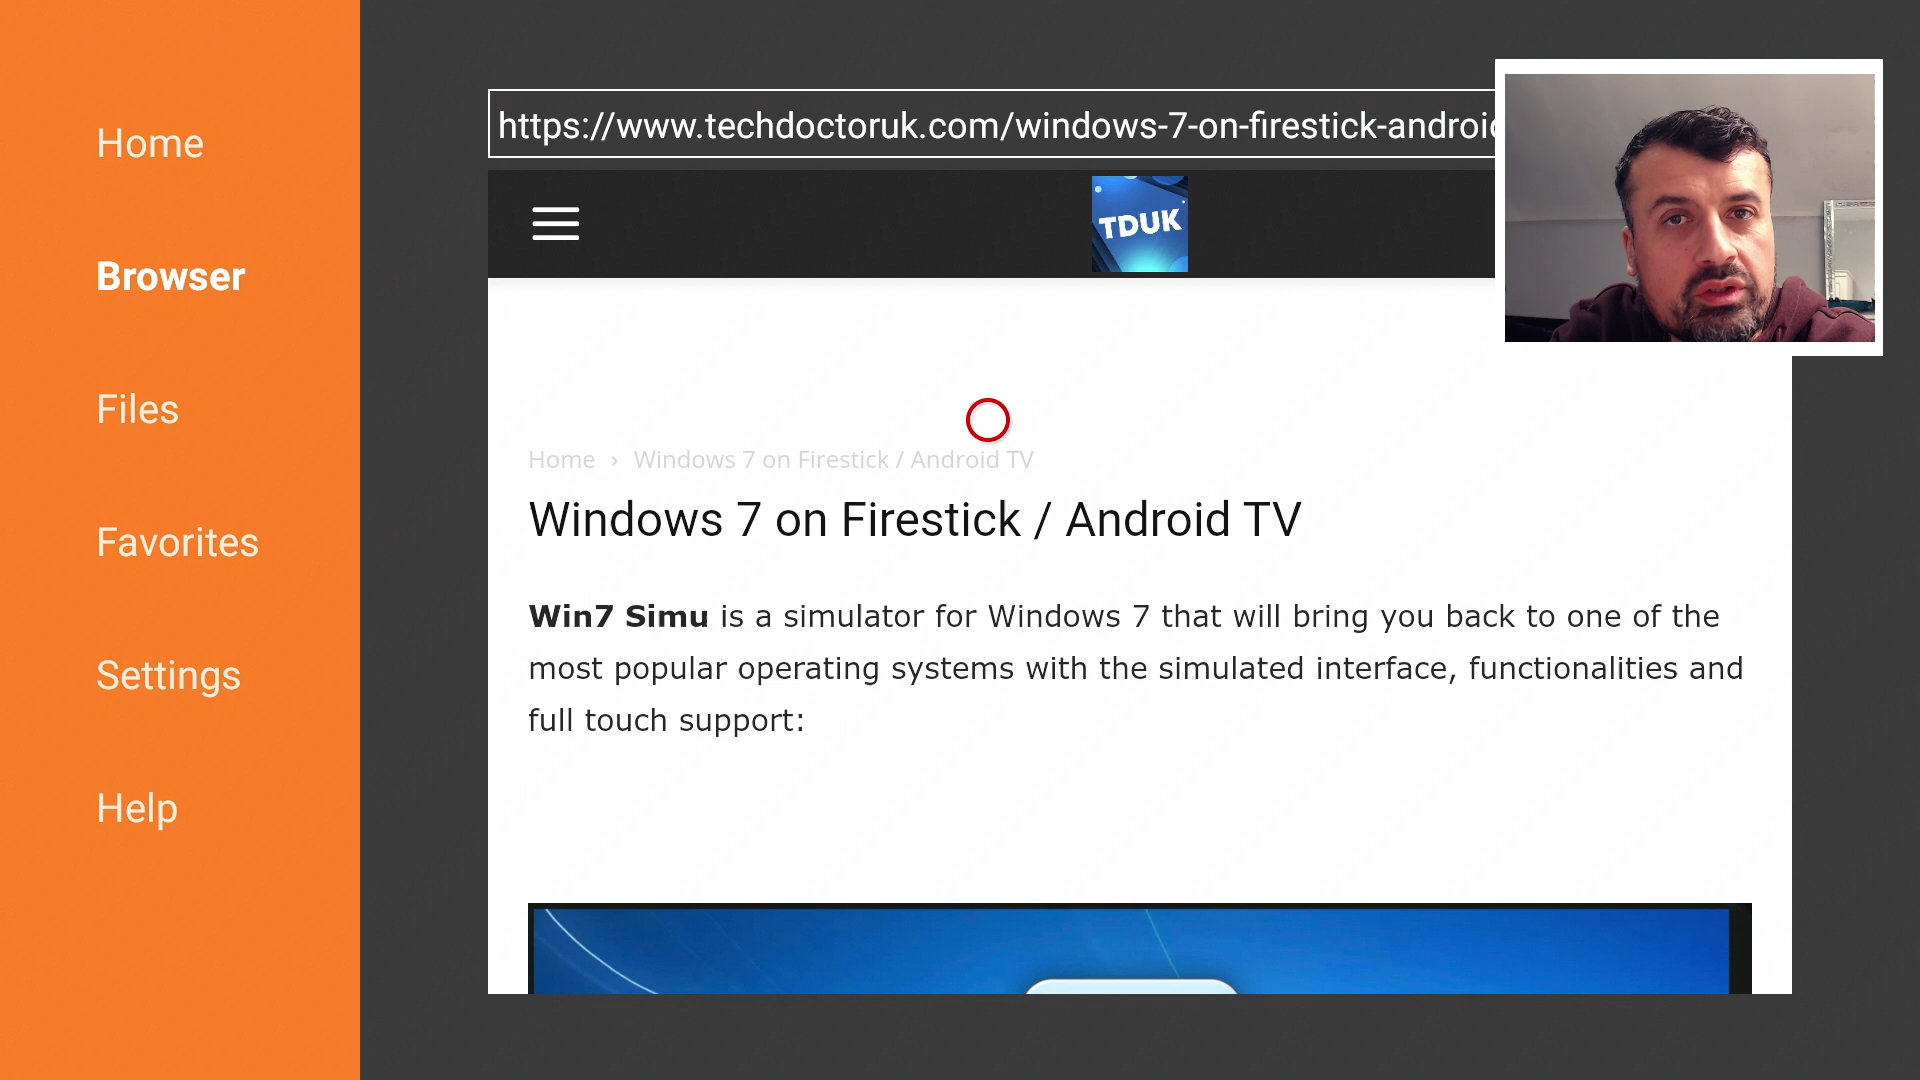 Home
Browser
Files
Favorites
Settings
Help
https://www.techdoctoruk.com/windows-7-on-firestick-android
TDUK
Home › Windows 7 on Firestick / Android TV
Windows 7 on Firestick / Android TV
Win7 Simu is a simulator for Windows 7 that will bring you back to one of the
most popular operating systems with the simulated interface, functionalities and
full touch support: